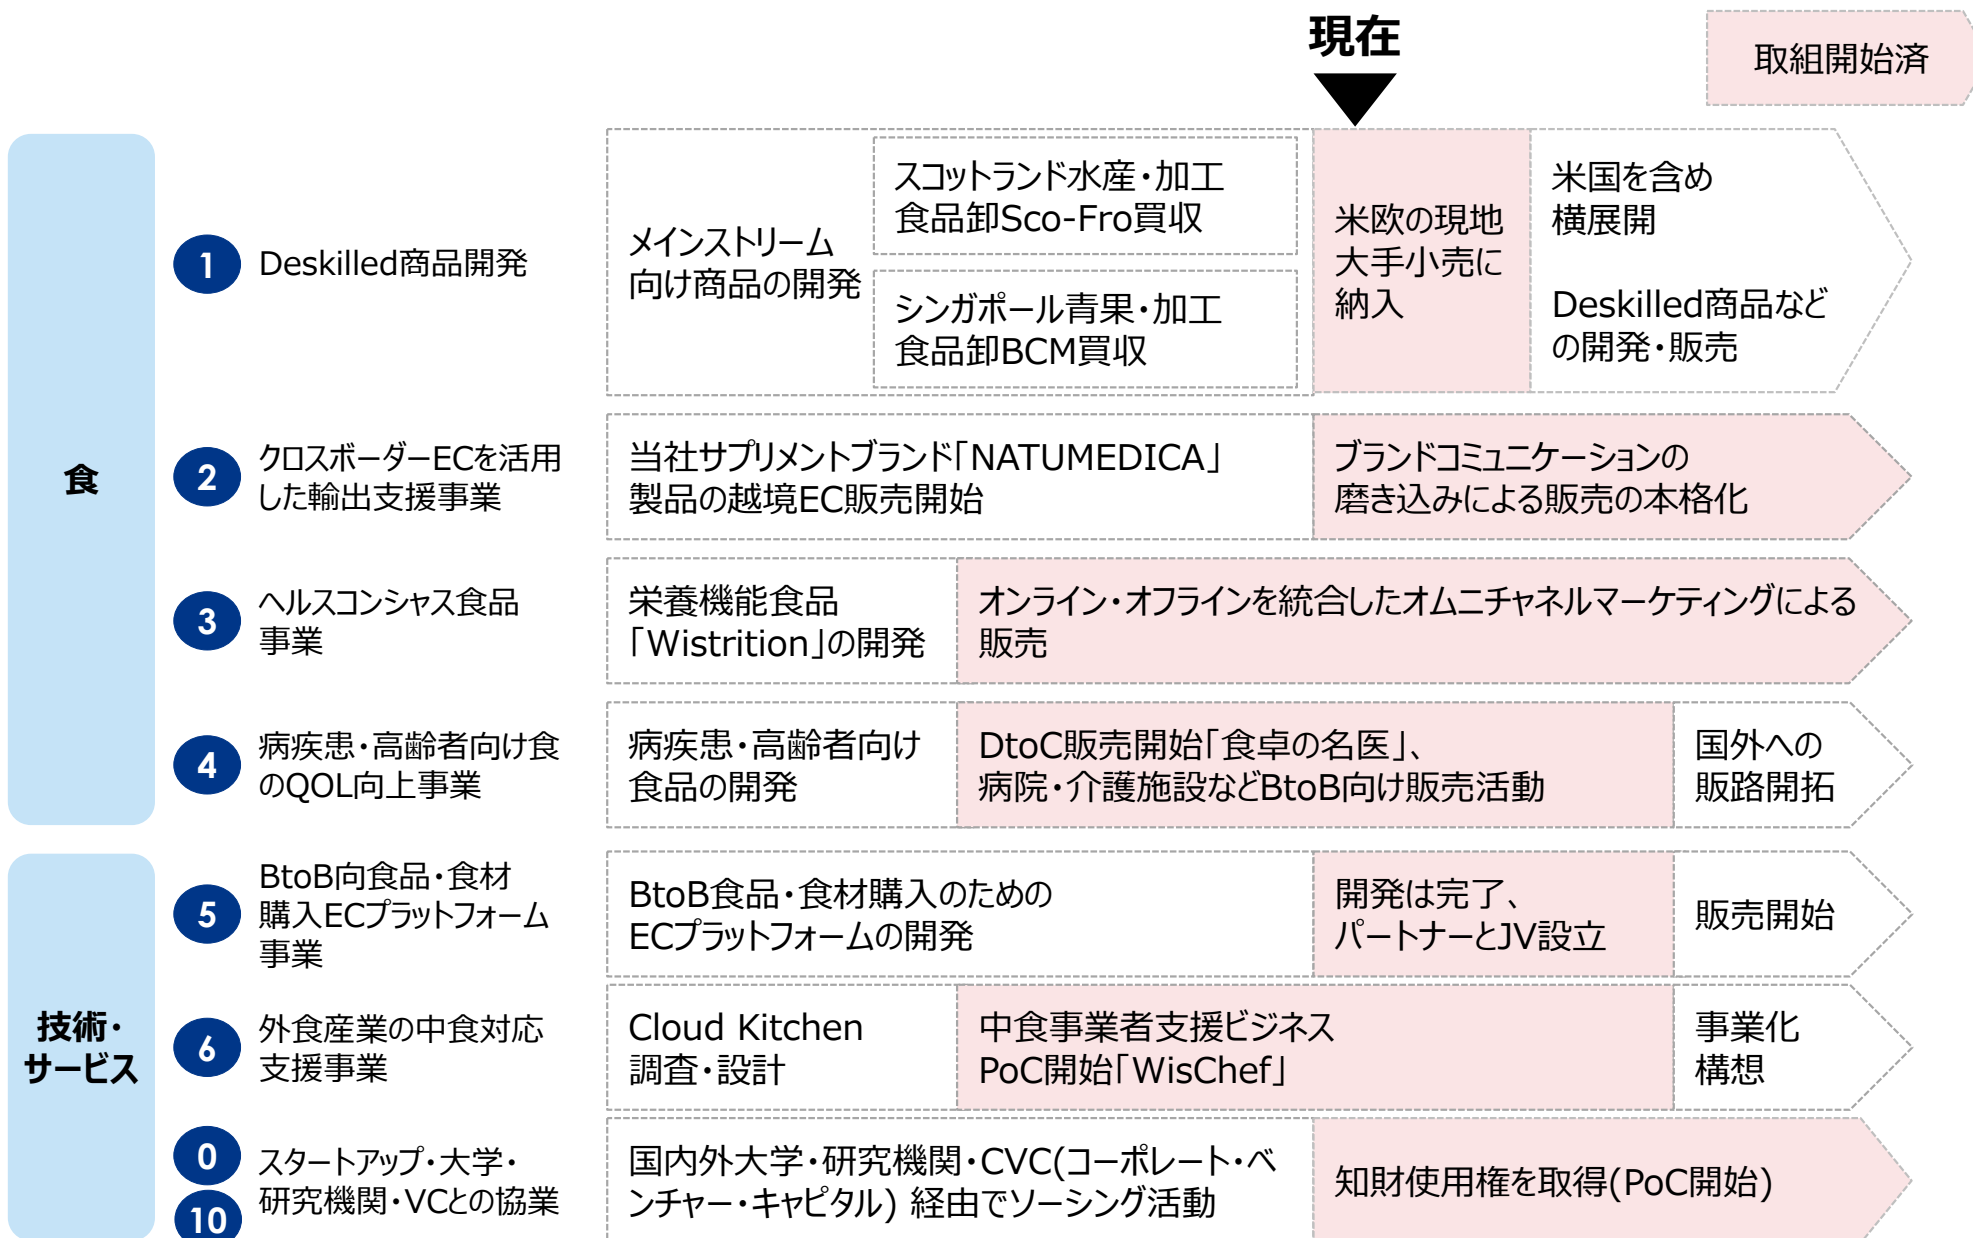 現在
取組開始済
食
1
Deskilled商品開発
メインストリーム
向け商品の開発
スコットランド水産・加工
食品卸Sco-Fro買収
シンガポール青果・加工
食品卸BCM買収
米欧の現地
大手小売に
納入
米国を含め
横展開
Deskilled商品など
の開発・販売
2
クロスボーダーECを活用
した輸出支援事業
当社サプリメントブランド「NATUMEDICA」
製品の越境EC販売開始
ブランドコミュニケーションの
磨き込みによる販売の本格化
3
ヘルスコンシャス食品
事業
栄養機能食品
「Wistrition」の開発
オンライン・オフラインを統合したオムニチャネルマーケティングによる
販売
4
病疾患・高齢者向け食
のQOL向上事業
病疾患・高齢者向け
食品の開発
DtoC販売開始「食卓の名医」、
病院・介護施設などBtoB向け販売活動
国外への
販路開拓
技術・
サービス
5
BtoB向食品・食材
購入ECプラットフォーム
事業
BtoB食品・食材購入のための
ECプラットフォームの開発
開発は完了、
パートナーとJV設立
販売開始
6
外食産業の中食対応
支援事業
Cloud Kitchen
調査・設計
中食事業者支援ビジネス
PoC開始「WisChef」
事業化
構想
0
10
スタートアップ・大学・
研究機関・VCとの協業
国内外大学・研究機関・CVC(コーポレート・ベ
ンチャー・キャピタル) 経由でソーシング活動
知財使用権を取得(PoC開始)